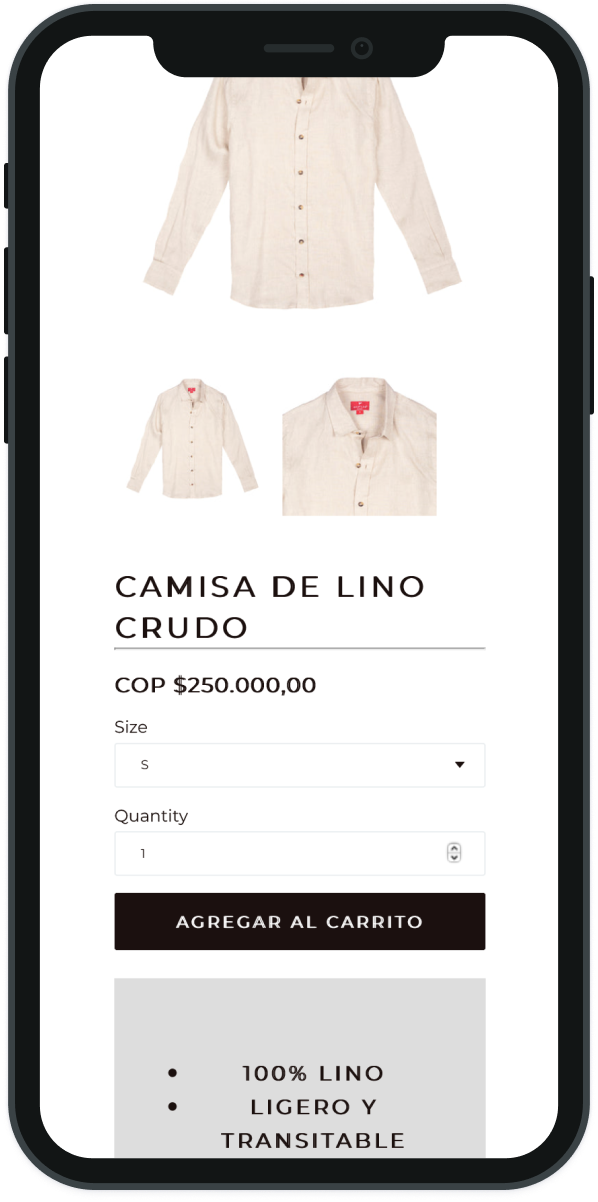 CAMISA DE LINO
CRUDO
COP $250.000,00
Size
S
Quantity
1
AGREGAR AL CARRITO
• 100% LINO
• LIGERO Y
TRANSITABLE